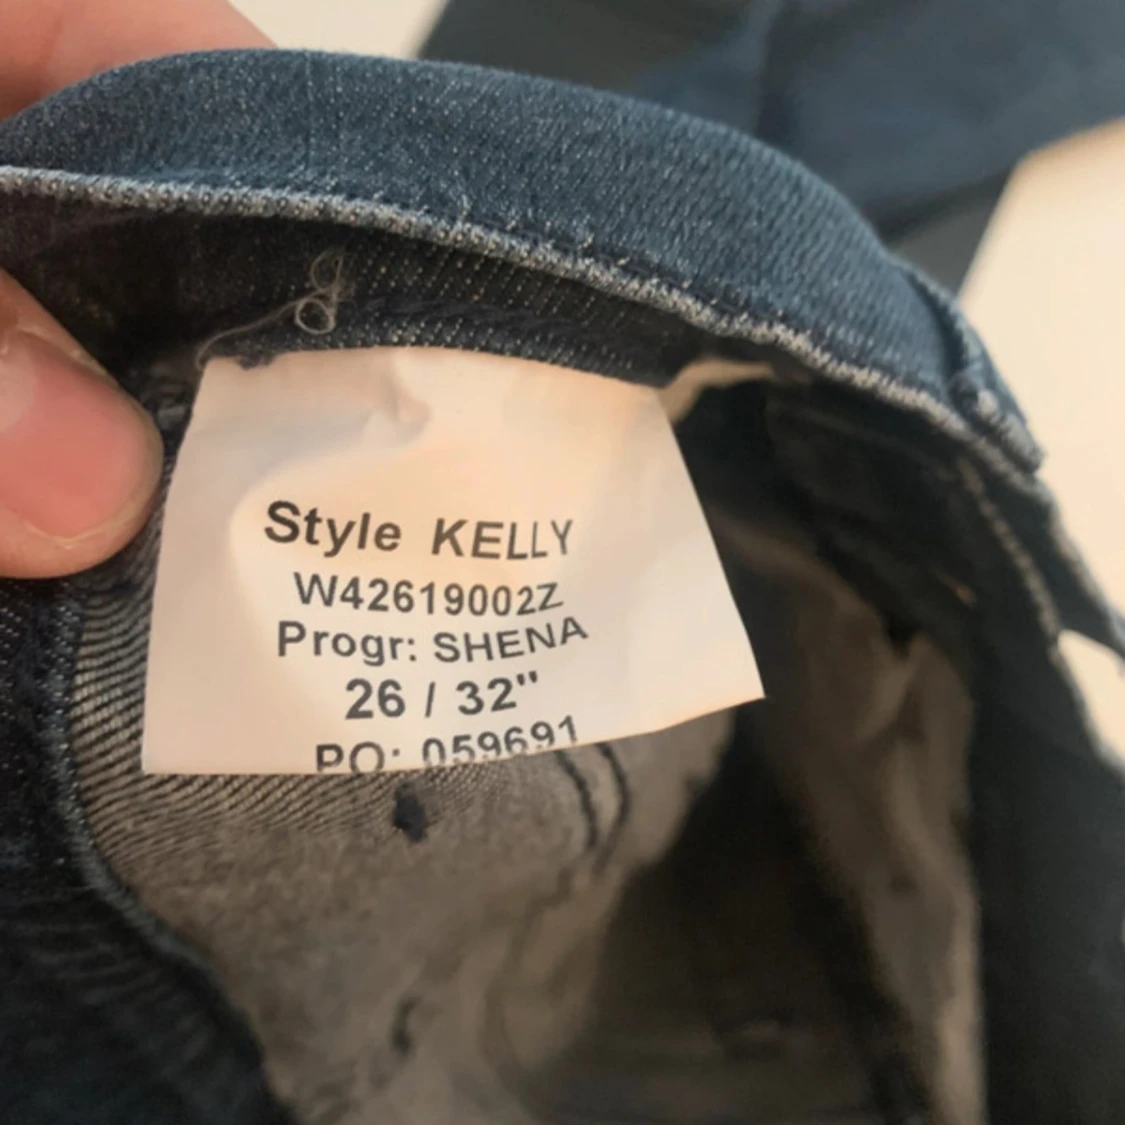 Style KELLY
W42619002Z
Progr: SHENA
26 / 32"
PO: 059691